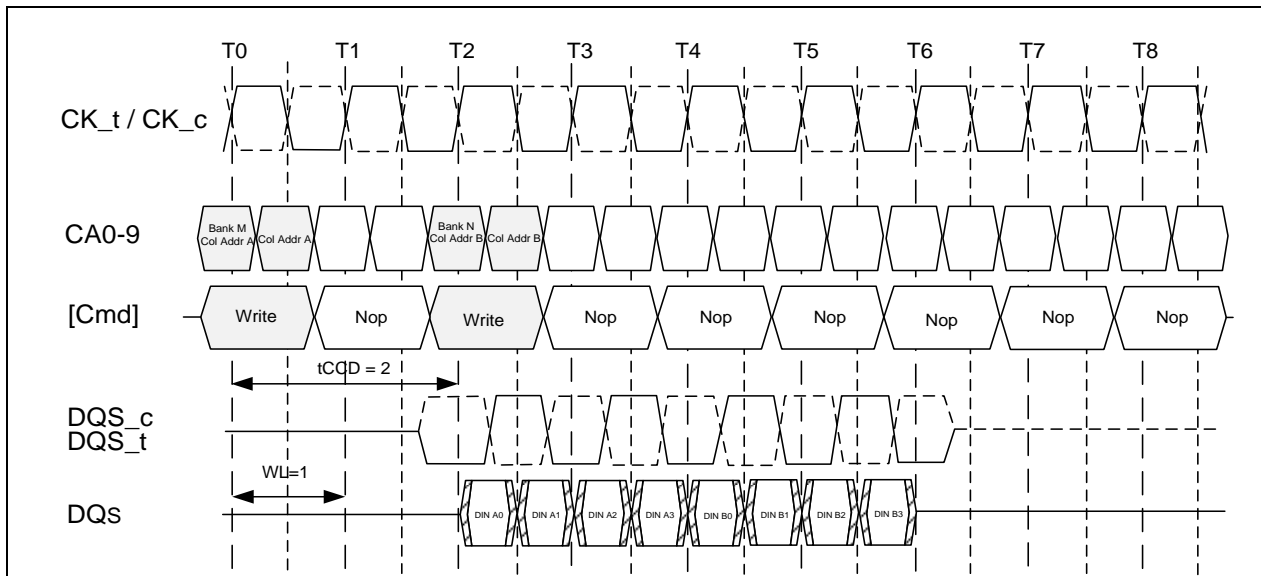 T0 T1 T2 T3 T4 T5 T6 T7 T8
CK_t / CK_c
CA0-9
Bank M
Col Addr A
Col Addr A
Bank N
Col Addr B
Col Addr B
[Cmd]
Write
Nop
Write
Nop
Nop
Nop
Nop
Nop
Nop
tCCD = 2
DQS_c
DQS_t
WL=1
DQs
DIN A0
DIN A1
DIN A2
DIN A3
DIN B0
DIN B1
DIN B2
DIN B3